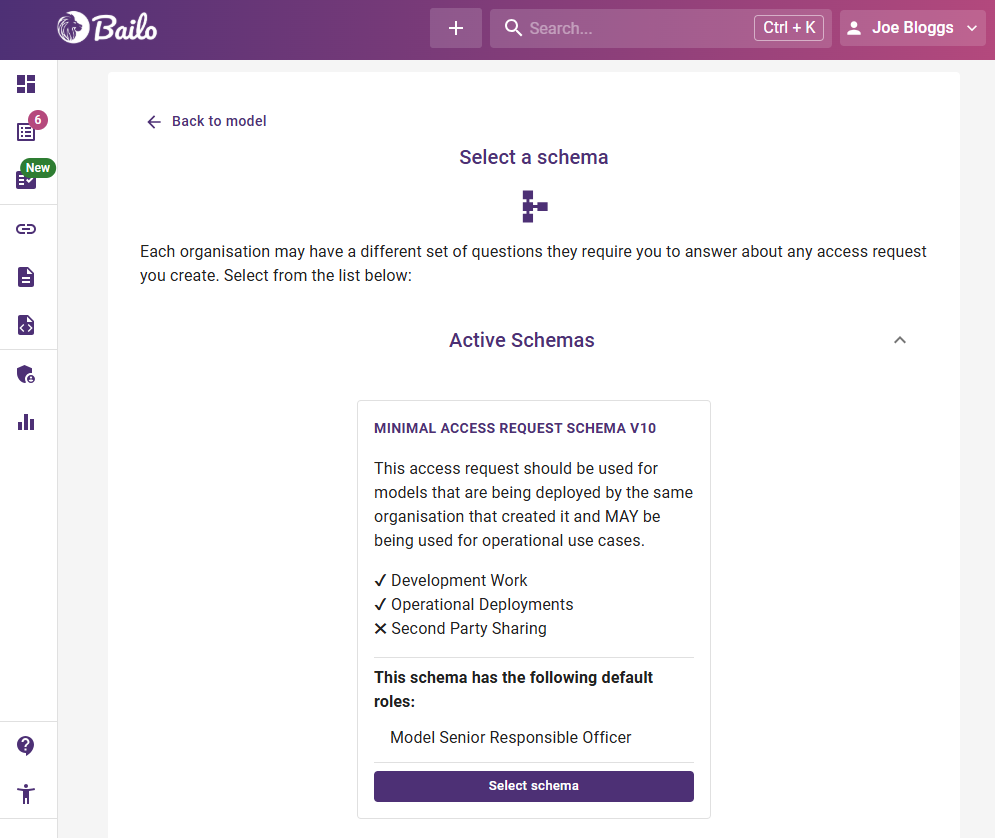 Bailo
+
Search...
Ctrl + K
Joe Bloggs
6
New
Back to model
Select a schema
Each organisation may have a different set of questions they require you to answer about any access request
you create. Select from the list below:
Active Schemas
MINIMAL ACCESS REQUEST SCHEMA V10
This access request should be used for
models that are being deployed by the same
organisation that created it and MAY be
being used for operational use cases.
✓ Development Work
✓ Operational Deployments
✕ Second Party Sharing
This schema has the following default
roles:
Model Senior Responsible Officer
Select schema